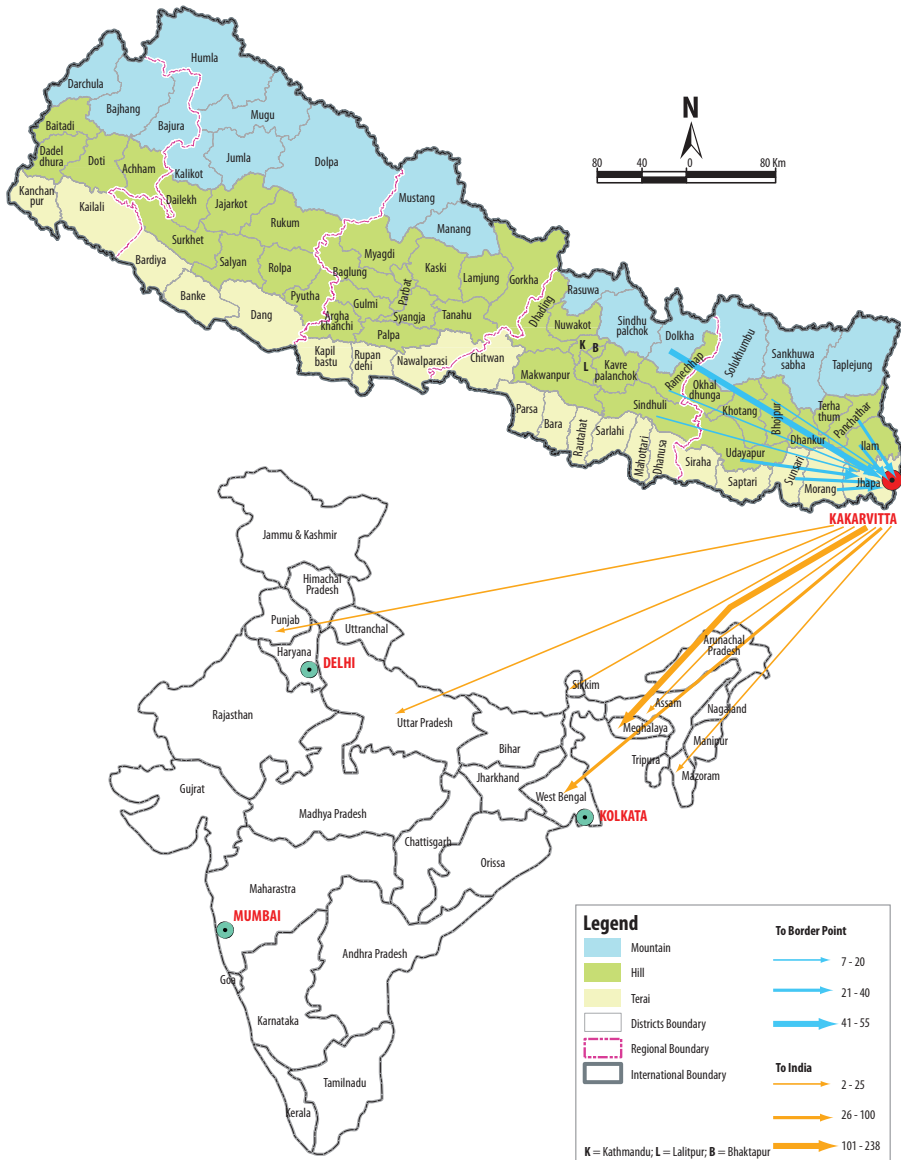 Humla
Darchula
Bajhang
Mugu
Baitadi
Bajura
Dadel
dhura
Doti
Jumla
Dolpa
Achham
Kalikot
Kanchan
pur
Kailali
Dailekh
Jajarkot
Mustang
Rukum
Manang
Surkhet
Myagdi
Bardiya
Salyan
Rolpa
Baglung
Kaski
Lamjung
Gorkha
Parbat
Banke
Pyutha
Gulmi
Dang
Argha
khanchi
Syangja
Tanahu
Palpa
Dhading
Rasuwa
Nuwakot
Sindhu
palchok
Dolkha
Solukhumbu
Sankhuwa
sabha
Taplejung
Kapil
bastu
Rupan
dehi
Nawalparasi
Chitwan
K
B
L
Kavre
palanchok
Ramechhap
Okhal
dhunga
Makwanpur
Khotang
Bhojpur
Terha
thum
Panchathar
Sindhuli
Dhankur
Ilam
Parsa
Bara
Rautahat
Sarlahi
Mahottari
Dhanusa
Udayapur
Siraha
Saptari
Sunsari
Morang
Jhapa
N
80 40 0 80 Km
KAKARVITTA
Jammu & Kashmir
Himachal
Pradesh
Punjab
Uttranchal
Haryana
DELHI
Arunachal
Pradesh
Sikkim
Assam
Rajasthan
Uttar Pradesh
Nagaland
Meghalaya
Bihar
Manipur
Tripura
Jharkhand
Mazoram
Gujrat
West Bengal
Madhya Pradesh
KOLKATA
Chattisgarh
Orissa
Maharastra
MUMBAI
Andhra Pradesh
Goa
Karnataka
Tamilnadu
Kerala
Legend
Mountain
Hill
Terai
Districts Boundary
Regional Boundary
International Boundary
K = Kathmandu; L = Lalitpur; B = Bhaktapur
To Border Point
7 - 20
21 - 40
41 - 55
To India
2 - 25
26 - 100
101 - 238